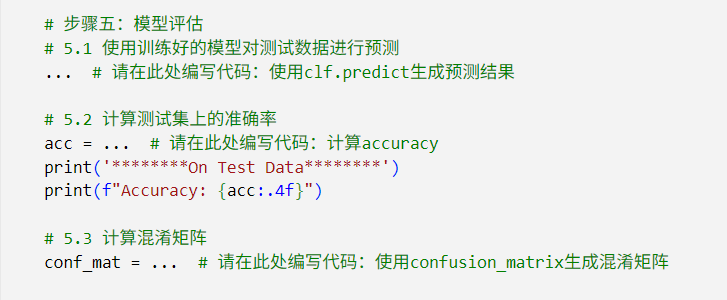 # 步骤五：模型评估
# 5.1 使用训练好的模型对测试数据进行预测
...  # 请在此处编写代码：使用clf.predict生成预测结果
# 5.2 计算测试集上的准确率
acc = ...  # 请在此处编写代码：计算accuracy
print('********On Test Data********')
print(f"Accuracy: {acc:.4f}")
# 5.3 计算混淆矩阵
conf_mat = ...  # 请在此处编写代码：使用confusion_matrix生成混淆矩阵